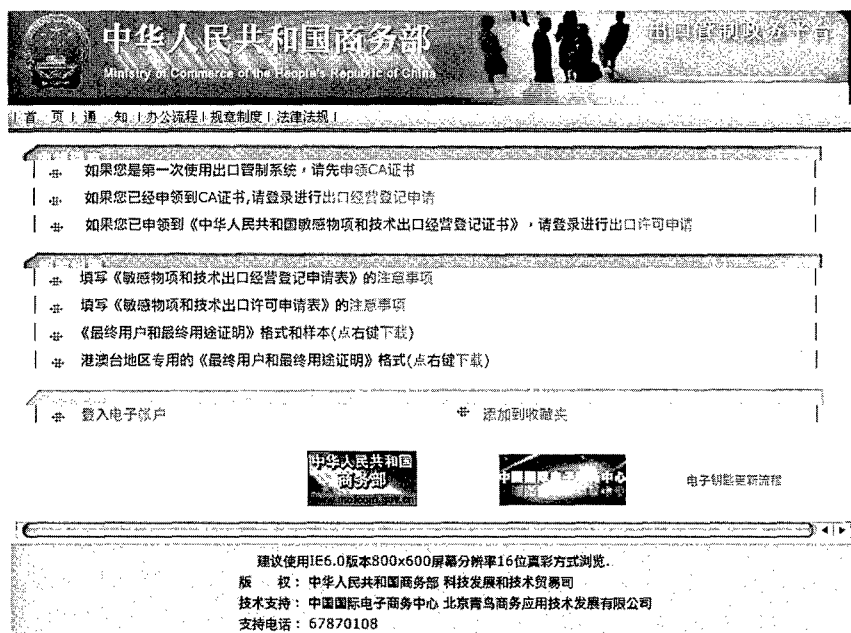 中华人民共和国商务部
Ministry of Commerce of the People's Republic of China
出口管制政务平台
| 首 页 | 通 知 | 办公流程 | 规章制度 | 法律法规 |
如果您是第一次使用出口管制系统，请先申领CA证书
如果您已经申领到CA证书,请登录进行出口经营登记申请
如果您已申领到《中华人民共和国敏感物项和技术出口经营登记证书》，请登录进行出口许可申请
填写《敏感物项和技术出口经营登记申请表》的注意事项
填写《敏感物项和技术出口许可申请表》的注意事项
《最终用户和最终用途证明》格式和样本(点右键下载)
港澳台地区专用的《最终用户和最终用途证明》格式(点右键下载)
登入电子帐户 添加到收藏夹
中华人民共和国
商务部
电子钥匙更新流程
建议使用IE6.0版本800x600屏幕分辨率16位真彩方式浏览.
版 权：中华人民共和国商务部 科技发展和技术贸易司
技术支持：中国国际电子商务中心 北京青鸟商务应用技术发展有限公司
支持电话：67870108